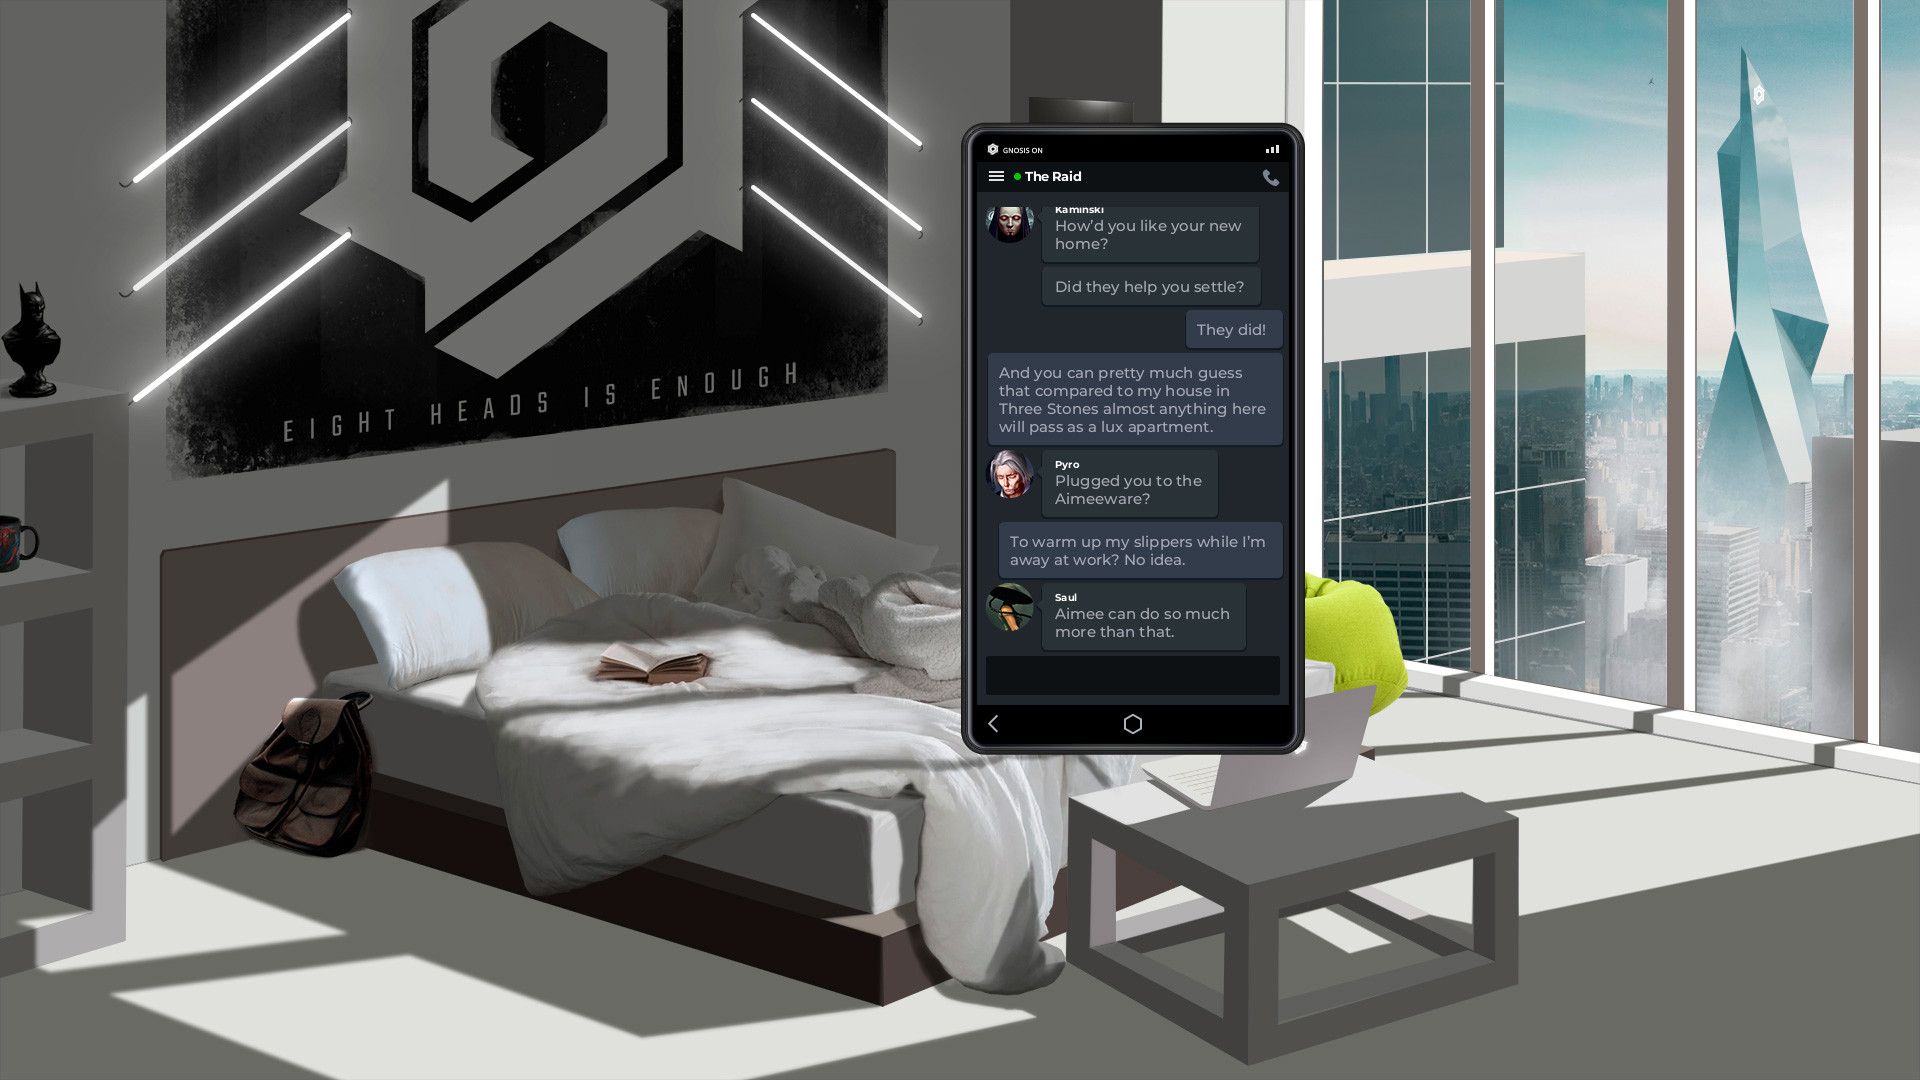 EIGHT HEADS IS ENOUGH
GNOSIS ON
The Raid
Kaminski
How'd you like your new
home?
Did they help you settle?
They did!
And you can pretty much guess
that compared to my house in
Three Stones almost anything here
will pass as a lux apartment.
Pyro
Plugged you to the
Aimeeware?
To warm up my slippers while I'm
away at work? No idea.
Saul
Aimee can do so much
more than that.